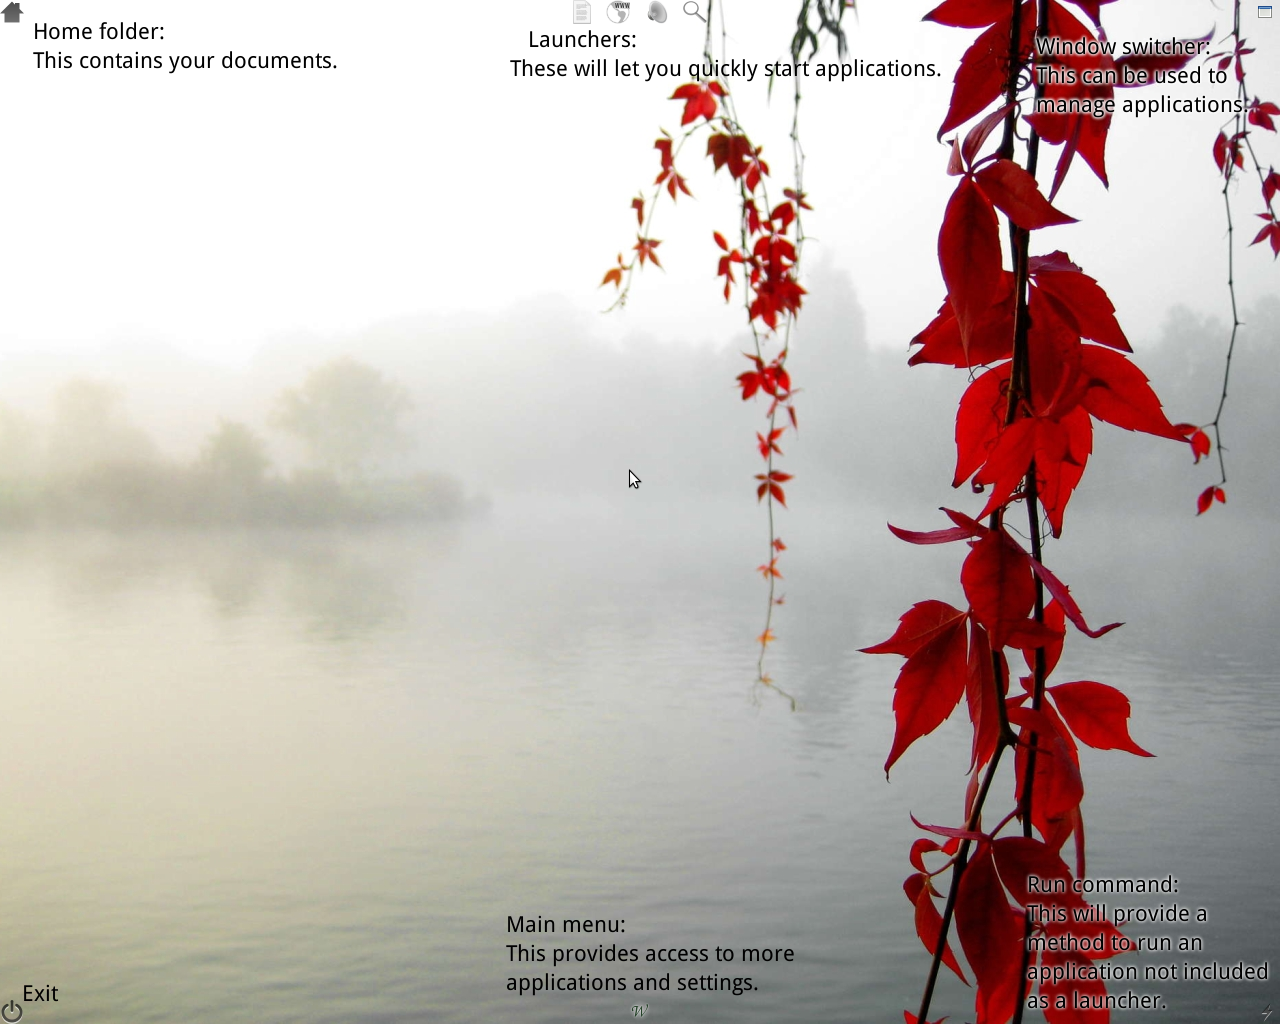 Home folder:
This contains your documents.
WWW
Launchers:
These will let you quickly start applications.
Window switcher:
This can be used to
manage applications.
Main menu:
This provides access to more
applications and settings.
W
Run command:
This will provide a
method to run an
application not included
as a launcher.
Exit